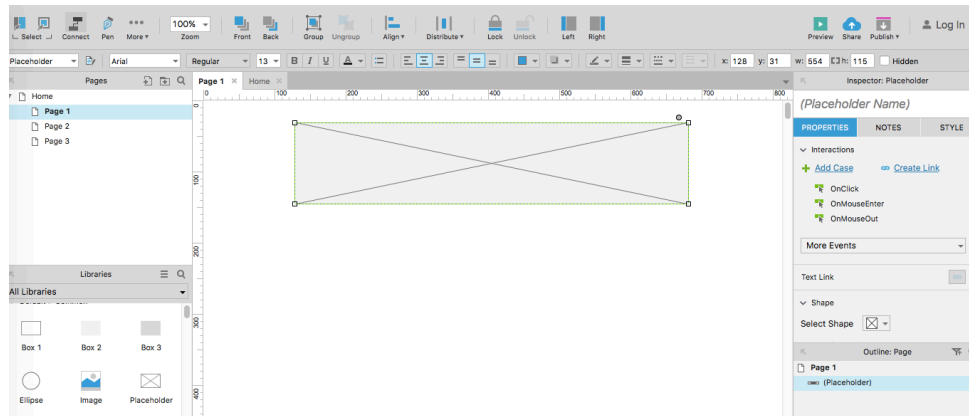 Select Connect Pen More 100% Zoom Front Back Group Ungroup Align Distribute Lock Unlock Left Right Preview Share Publish Log In
Placeholder Arial Regular 13 B I U A x: 128 y: 31 w: 554 h: 115 Hidden
Pages
Home
Page 1
Page 2
Page 3
Page 1 Home
0 100 200 300 400 500 600 700 800
0
100
200
300
400
Libraries
All Libraries
Box 1 Box 2 Box 3
Ellipse Image Placeholder
Inspector: Placeholder
(Placeholder Name)
PROPERTIES NOTES STYLE
Interactions
Add Case Create Link
OnClick
OnMouseEnter
OnMouseOut
More Events
Text Link
Shape
Select Shape
Outline: Page
Page 1
(Placeholder)